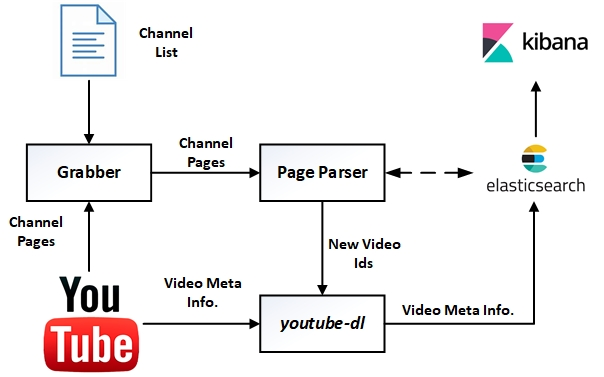 Channel
List
kibana
Channel
Pages
Grabber
Page Parser
elasticsearch
Channel
Pages
New Video
Ids
You
Tube
Video Meta
Info.
youtube-dl
Video Meta Info.